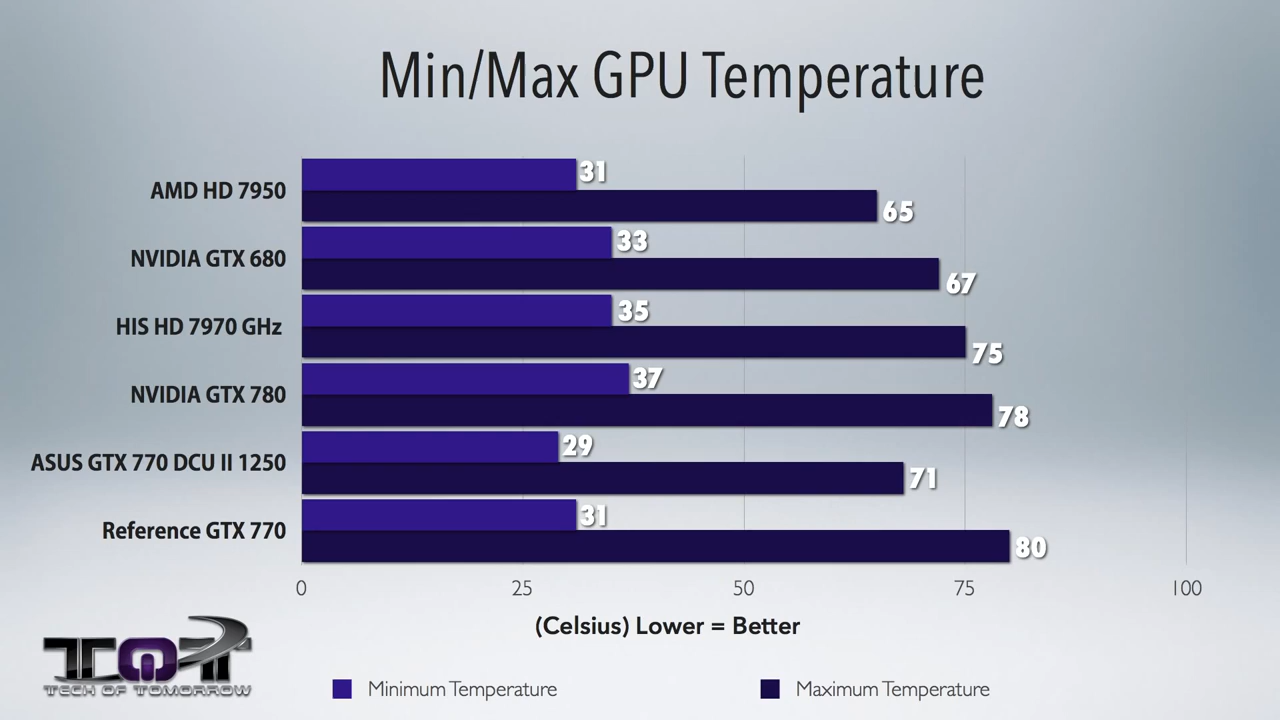 Min/Max GPU Temperature
AMD HD 7950
31
65
NVIDIA GTX 680
33
67
HIS HD 7970 GHz
35
75
NVIDIA GTX 780
37
78
ASUS GTX 770 DCU II 1250
29
71
Reference GTX 770
31
80
0 25 50 75 100
(Celsius) Lower = Better
TOT
TECH OF TOMORROW
Minimum Temperature
Maximum Temperature